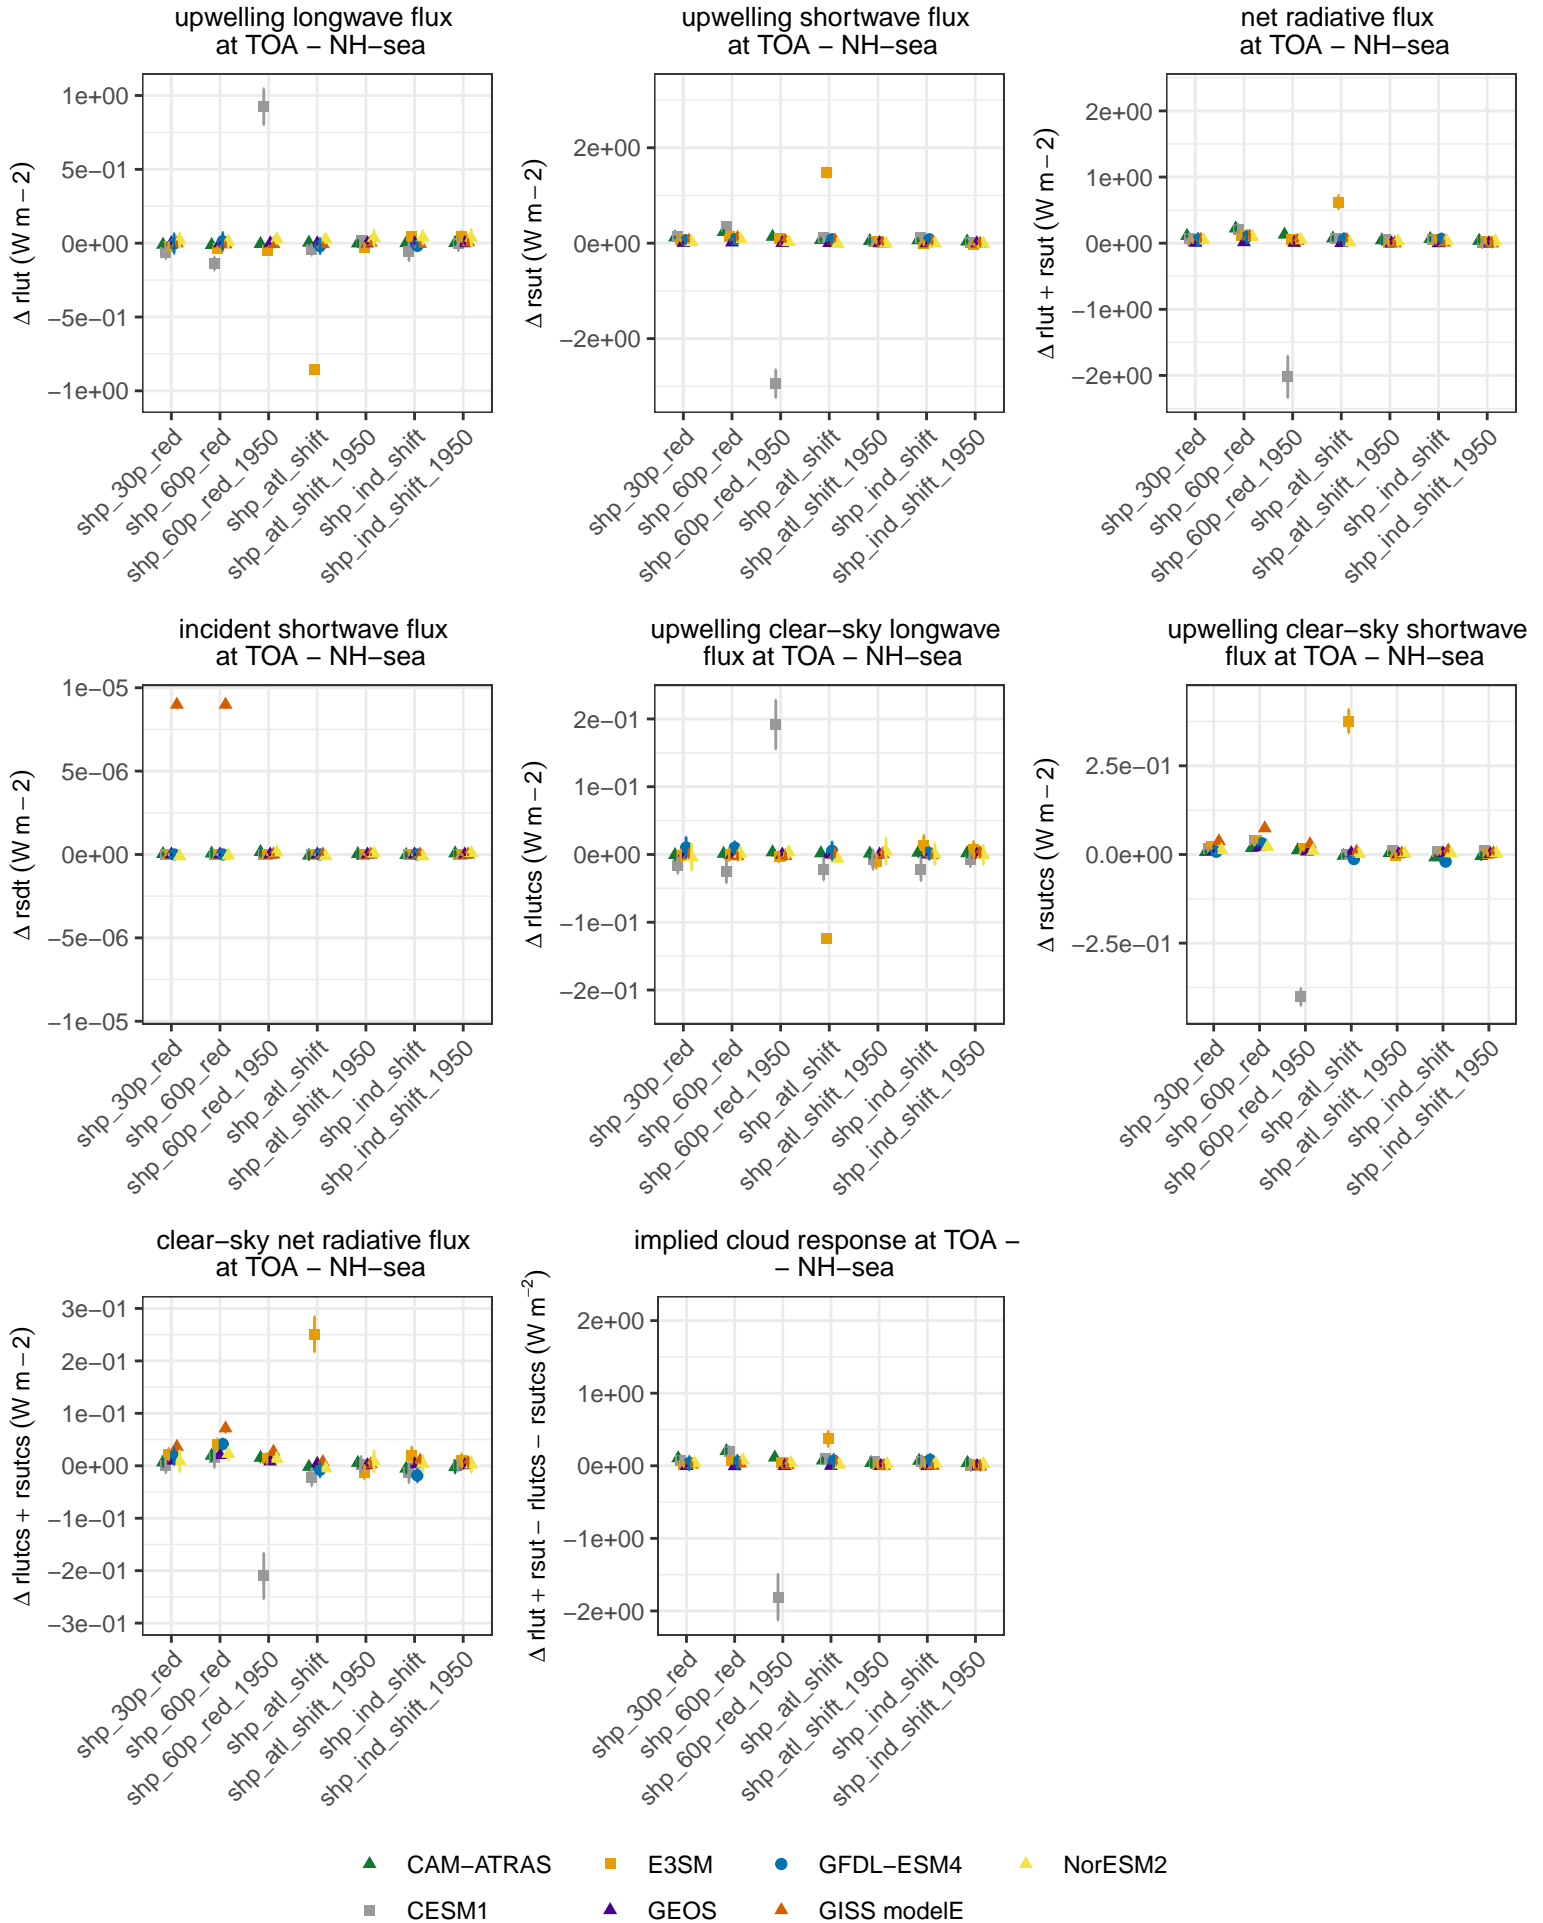 upwelling longwave flux
at TOA − NH−sea
Δ rlut (W m − 2)
1e+00
5e−01
0e+00
−5e−01
−1e+00
shp_30p_red
shp_60p_red
shp_60p_red_1950
shp_atl_shift
shp_atl_shift_1950
shp_ind_shift
shp_ind_shift_1950
upwelling shortwave flux
at TOA − NH−sea
Δ rsut (W m − 2)
2e+00
0e+00
−2e+00
shp_30p_red
shp_60p_red
shp_60p_red_1950
shp_atl_shift
shp_atl_shift_1950
shp_ind_shift
shp_ind_shift_1950
net radiative flux
at TOA − NH−sea
Δ rlut + rsut (W m − 2)
2e+00
1e+00
0e+00
−1e+00
−2e+00
shp_30p_red
shp_60p_red
shp_60p_red_1950
shp_atl_shift
shp_atl_shift_1950
shp_ind_shift
shp_ind_shift_1950
incident shortwave flux
at TOA − NH−sea
Δ rsdt (W m − 2)
1e−05
5e−06
0e+00
−5e−06
−1e−05
shp_30p_red
shp_60p_red
shp_60p_red_1950
shp_atl_shift
shp_atl_shift_1950
shp_ind_shift
shp_ind_shift_1950
upwelling clear−sky longwave
flux at TOA − NH−sea
Δ rlutcs (W m − 2)
2e−01
1e−01
0e+00
−1e−01
−2e−01
shp_30p_red
shp_60p_red
shp_60p_red_1950
shp_atl_shift
shp_atl_shift_1950
shp_ind_shift
shp_ind_shift_1950
upwelling clear−sky shortwave
flux at TOA − NH−sea
Δ rsutcs (W m − 2)
2.5e−01
0.0e+00
−2.5e−01
shp_30p_red
shp_60p_red
shp_60p_red_1950
shp_atl_shift
shp_atl_shift_1950
shp_ind_shift
shp_ind_shift_1950
clear−sky net radiative flux
at TOA − NH−sea
Δ rlutcs + rsutcs (W m − 2)
3e−01
2e−01
1e−01
0e+00
−1e−01
−2e−01
−3e−01
shp_30p_red
shp_60p_red
shp_60p_red_1950
shp_atl_shift
shp_atl_shift_1950
shp_ind_shift
shp_ind_shift_1950
implied cloud response at TOA −
− NH−sea
Δ rlut + rsut − rlutcs − rsutcs (W m⁻²)
2e+00
1e+00
0e+00
−1e+00
−2e+00
shp_30p_red
shp_60p_red
shp_60p_red_1950
shp_atl_shift
shp_atl_shift_1950
shp_ind_shift
shp_ind_shift_1950
CAM−ATRAS
E3SM
GFDL−ESM4
NorESM2
CESM1
GEOS
GISS modelE